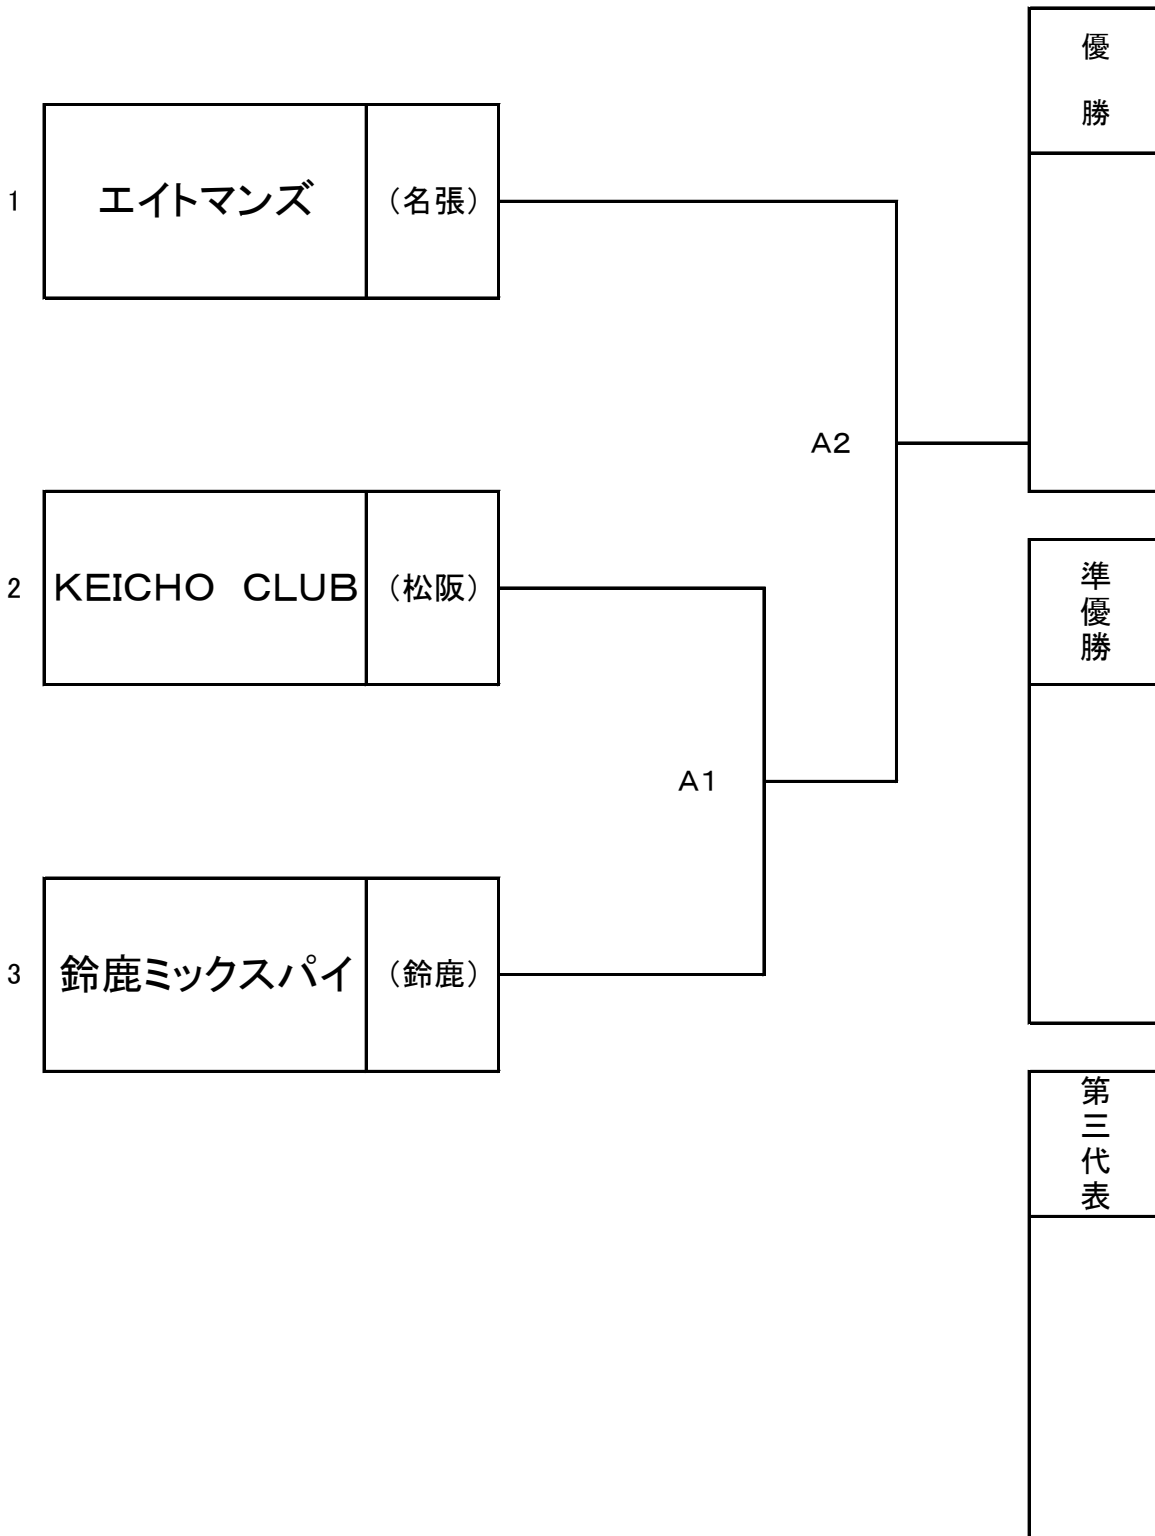 優
勝
1 エイトマンズ （名張）
A2
2 KEICHO　CLUB （松阪）
準
優
勝
A1
3 鈴鹿ミックスパイ （鈴鹿）
第
三
代
表